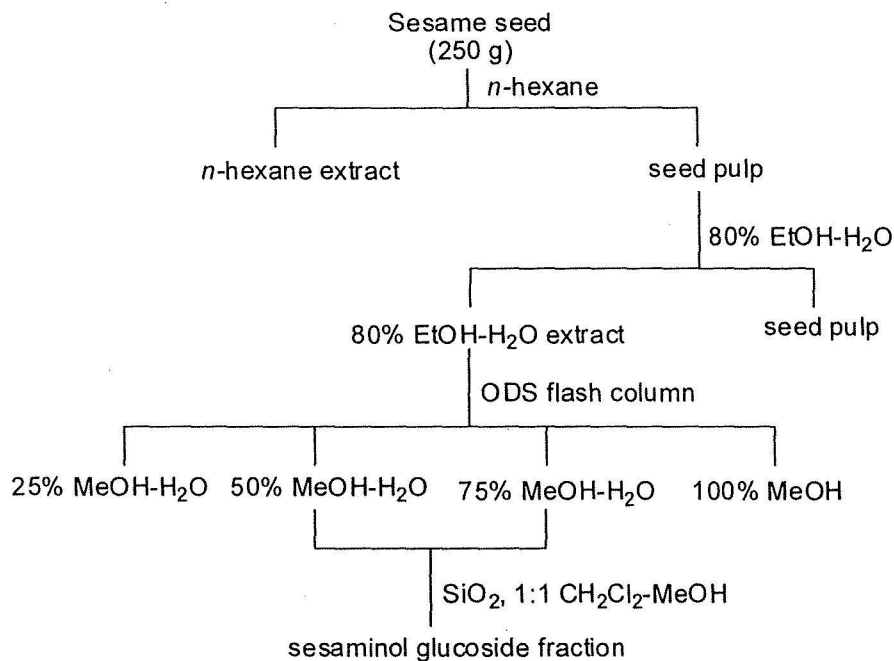 Sesame seed
(250 g)
n-hexane
n-hexane extract
seed pulp
80% EtOH-H₂O
80% EtOH-H₂O extract
seed pulp
ODS flash column
25% MeOH-H₂O
50% MeOH-H₂O
75% MeOH-H₂O
100% MeOH
SiO₂, 1:1 CH₂Cl₂-MeOH
sesaminol glucoside fraction